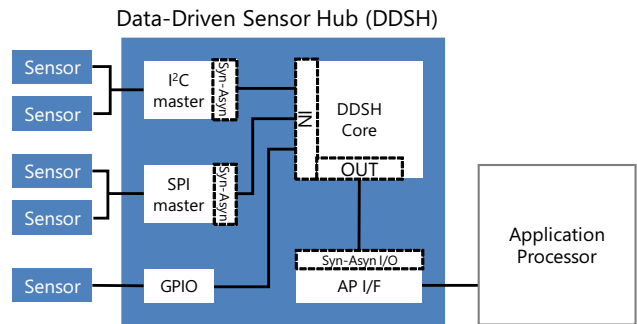 Data-Driven Sensor Hub (DDSH)
Sensor
Sensor
I²C
master
Syn-Asyn
IN
DDSH
Core
OUT
Sensor
Sensor
SPI
master
Syn-Asyn
Sensor
GPIO
Syn-Asyn I/O
AP I/F
Application
Processor